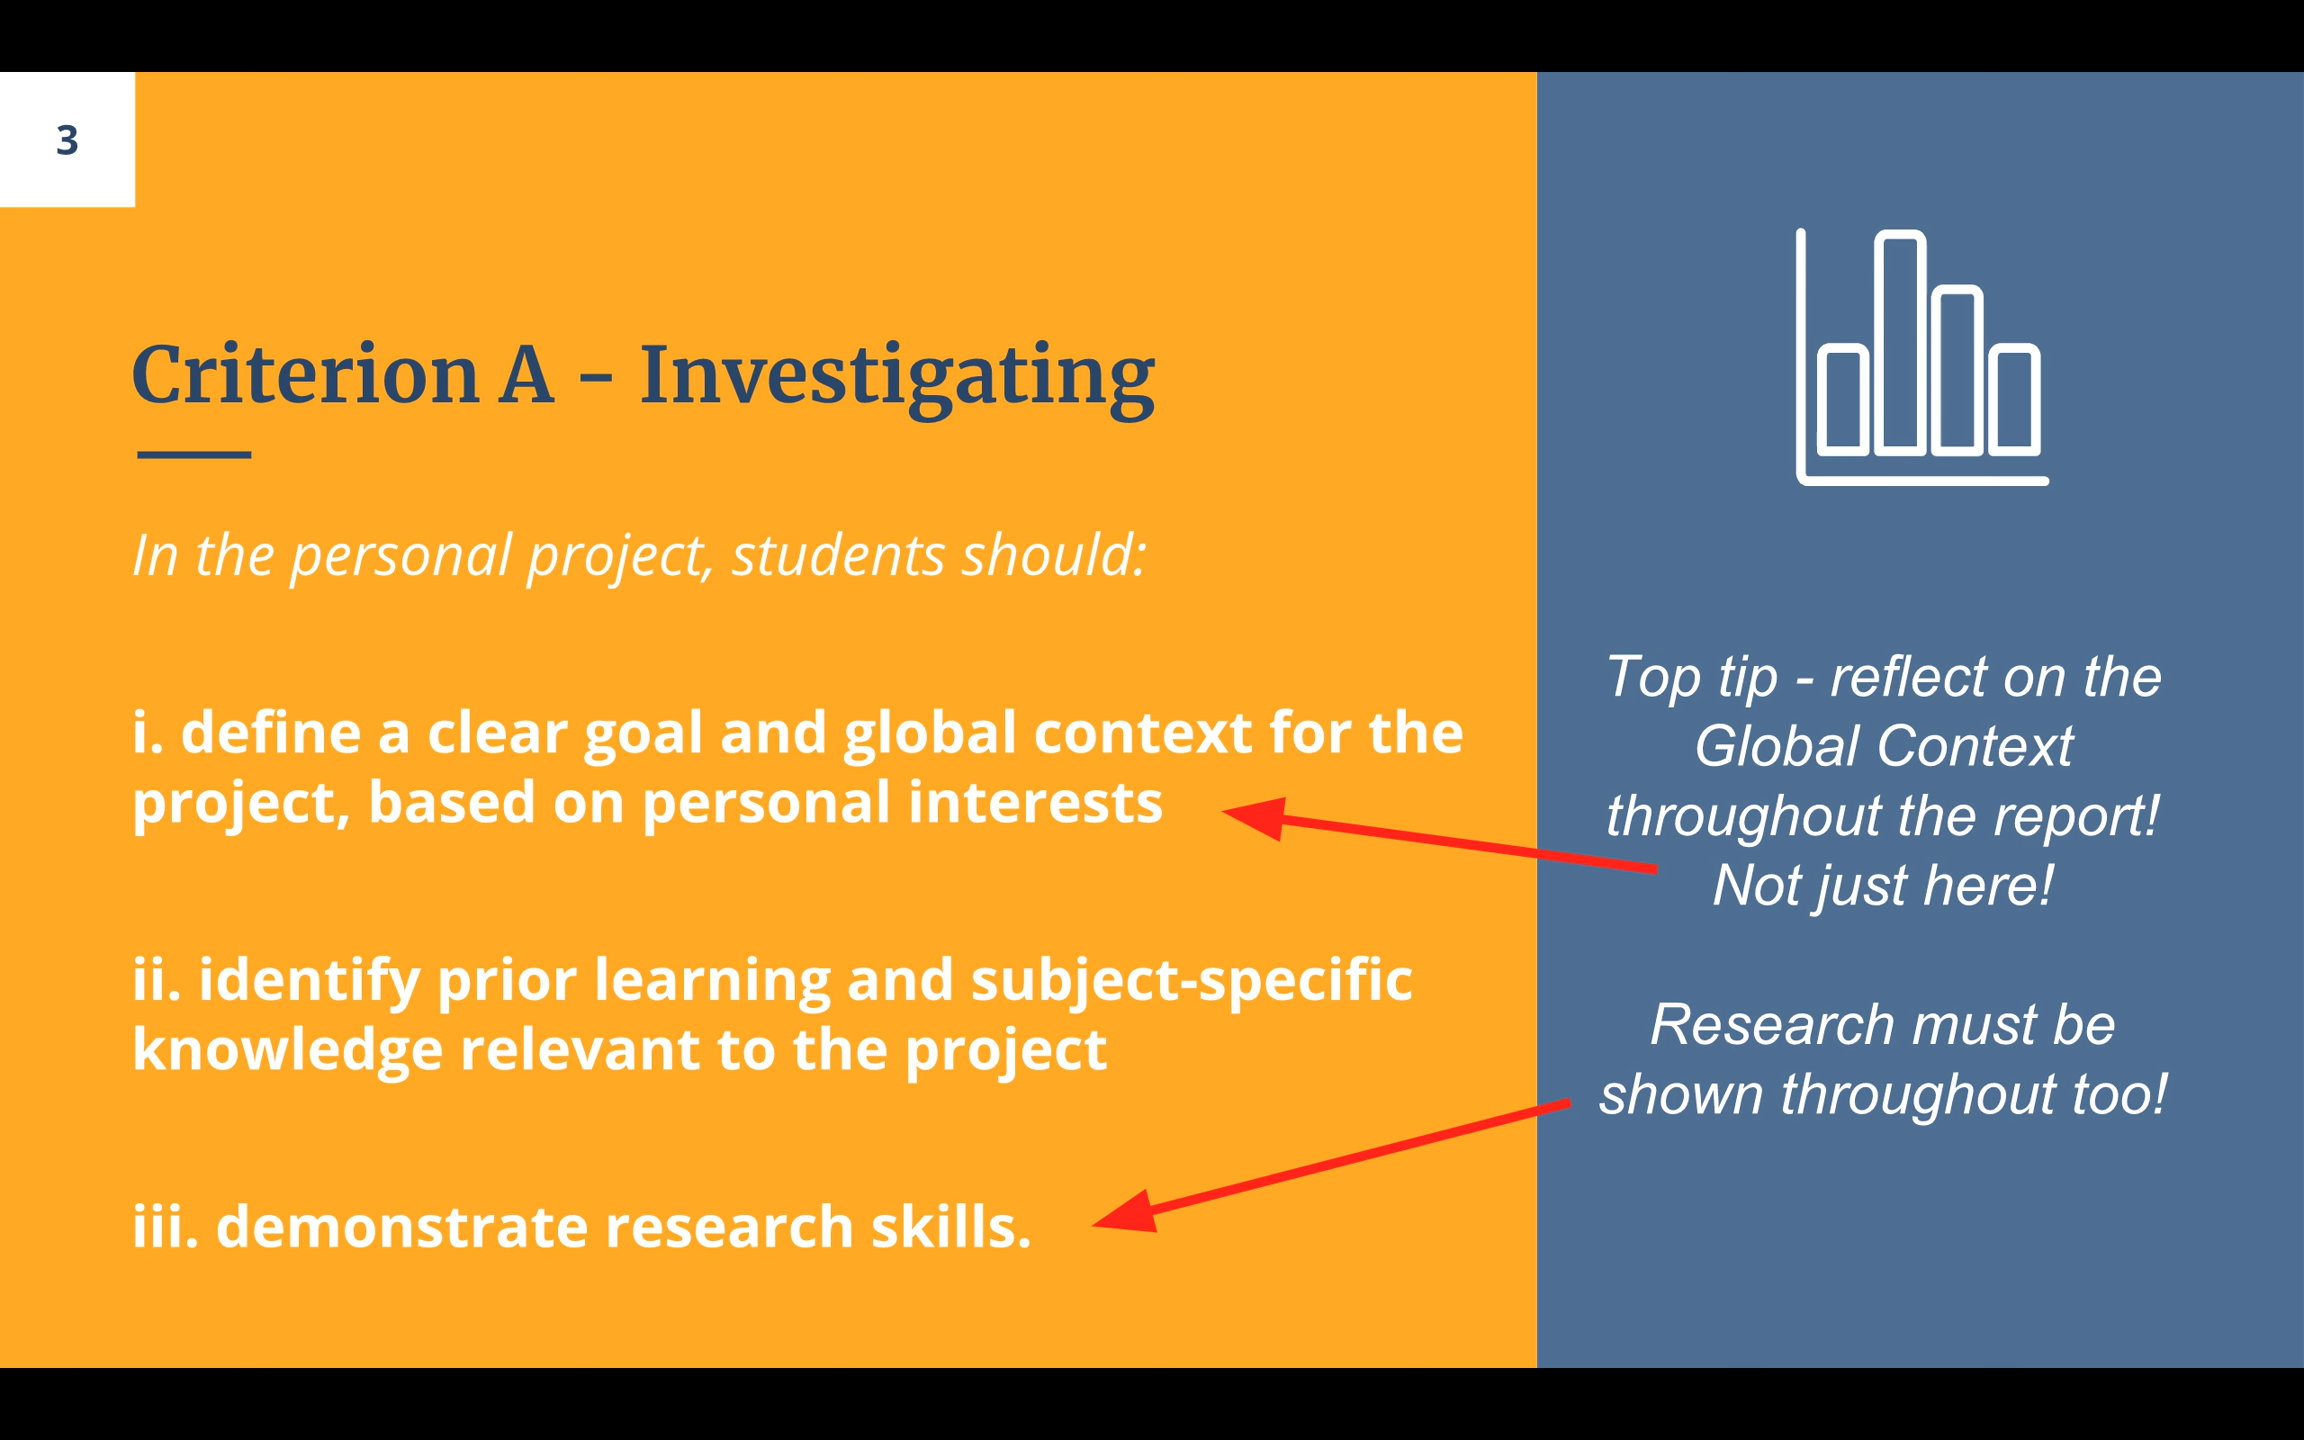 3
Criterion A – Investigating
In the personal project, students should:
i. define a clear goal and global context for the
project, based on personal interests
ii. identify prior learning and subject-specific
knowledge relevant to the project
iii. demonstrate research skills.
Top tip - reflect on the
Global Context
throughout the report!
Not just here!
Research must be
shown throughout too!